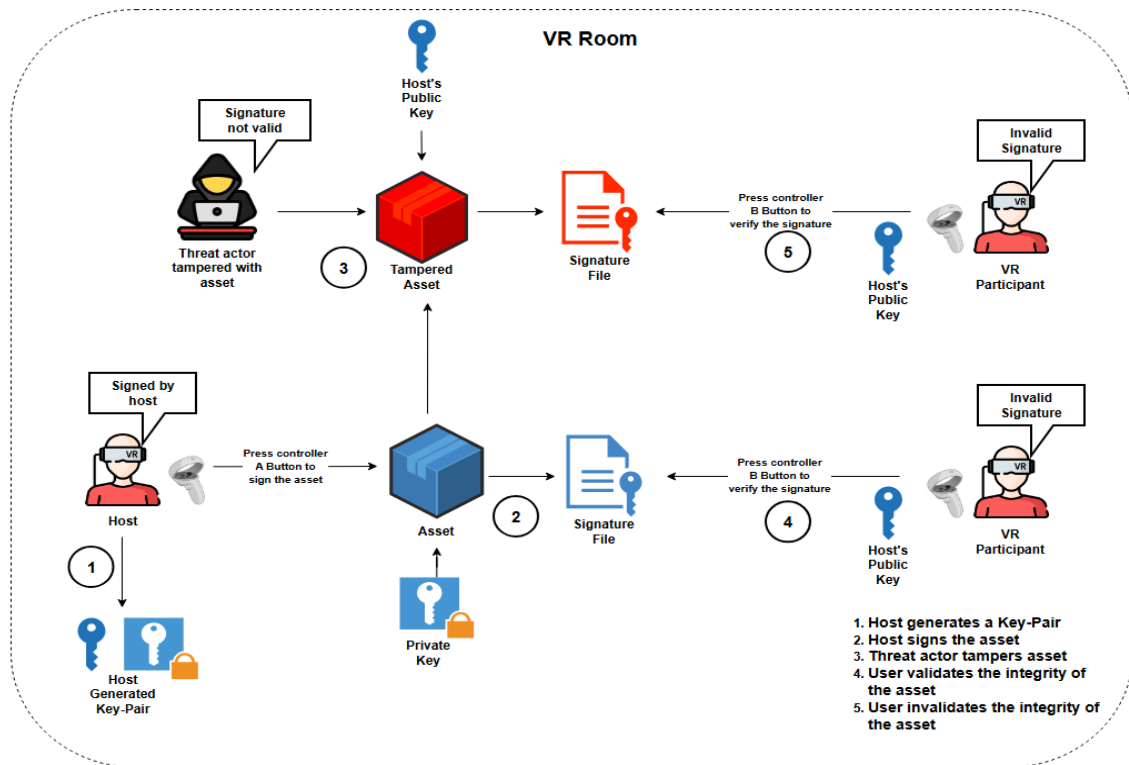 VR Room
Host's
Public
Key
Signature
not valid
Invalid
Signature
Press controller
B Button to
verify the signature
VR
Threat actor
tampered with
asset
3
Tampered
Asset
Signature
File
5
Host's
Public
Key
VR
Participant
Signed by
host
Invalid
Signature
VR
Press controller
A Button to
sign the asset
Press controller
B Button to
verify the signature
VR
Host
Asset
2
Signature
File
4
Host's
Public
Key
VR
Participant
1
Private
Key
Host
Generated
Key-Pair
1. Host generates a Key-Pair
2. Host signs the asset
3. Threat actor tampers asset
4. User validates the integrity of
the asset
5. User invalidates the integrity of
the asset